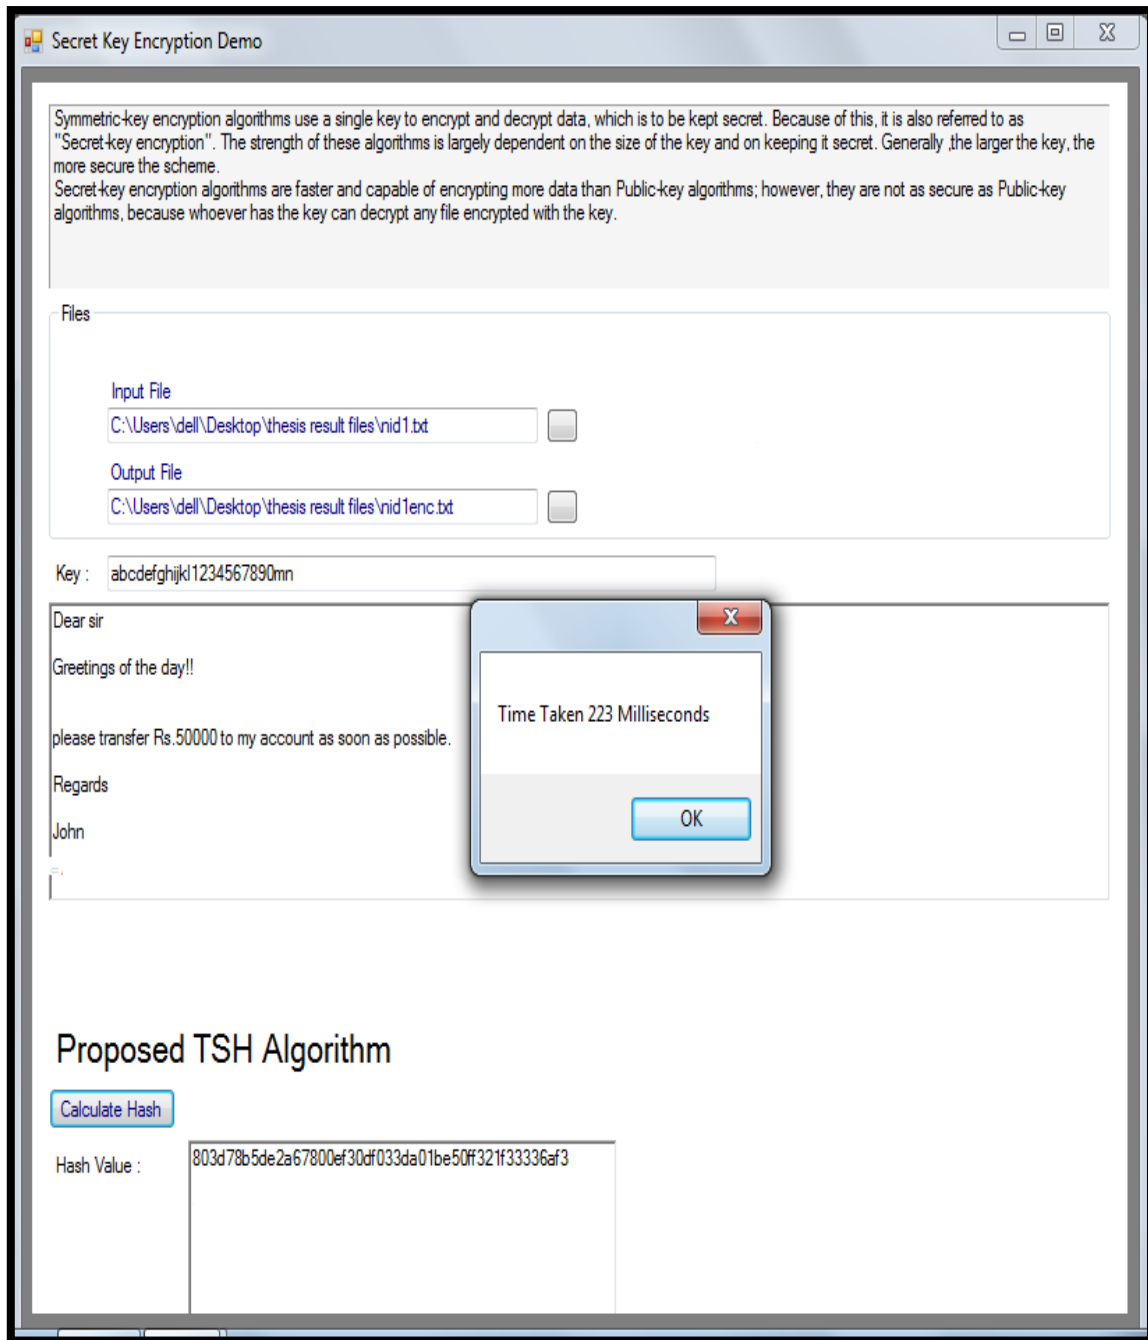 Secret Key Encryption Demo
Symmetric-key encryption algorithms use a single key to encrypt and decrypt data, which is to be kept secret. Because of this, it is also referred to as
"Secret-key enryption". The strength of these algorithms is largely dependent on the size of the key and on keeping it secret. Generally ,the larger the key, the
more secure the scheme.
Secret-key encryption algorithms are faster and capable of encrypting more data than Public-key algorithms; however, they are not as secure as Public-key
algorithms, because whoever has the key can decrypt any file encrypted with the key.
Files
Input File
C:\Users\dell\Desktop\thesis result files\nid1.txt
Output File
C:\Users\dell\Desktop\thesis result files\nid1enc.txt
Key : abcdefghijkl1234567890mn
Dear sir
Greetings of the day!!
please transfer Rs.50000 to my account as soon as possible.
Regards
John
Time Taken 223 Milliseconds
OK
Proposed TSH Algorithm
Calculate Hash
Hash Value : 803d78b5de2a67800ef30df033da01be50ff321f33336af3